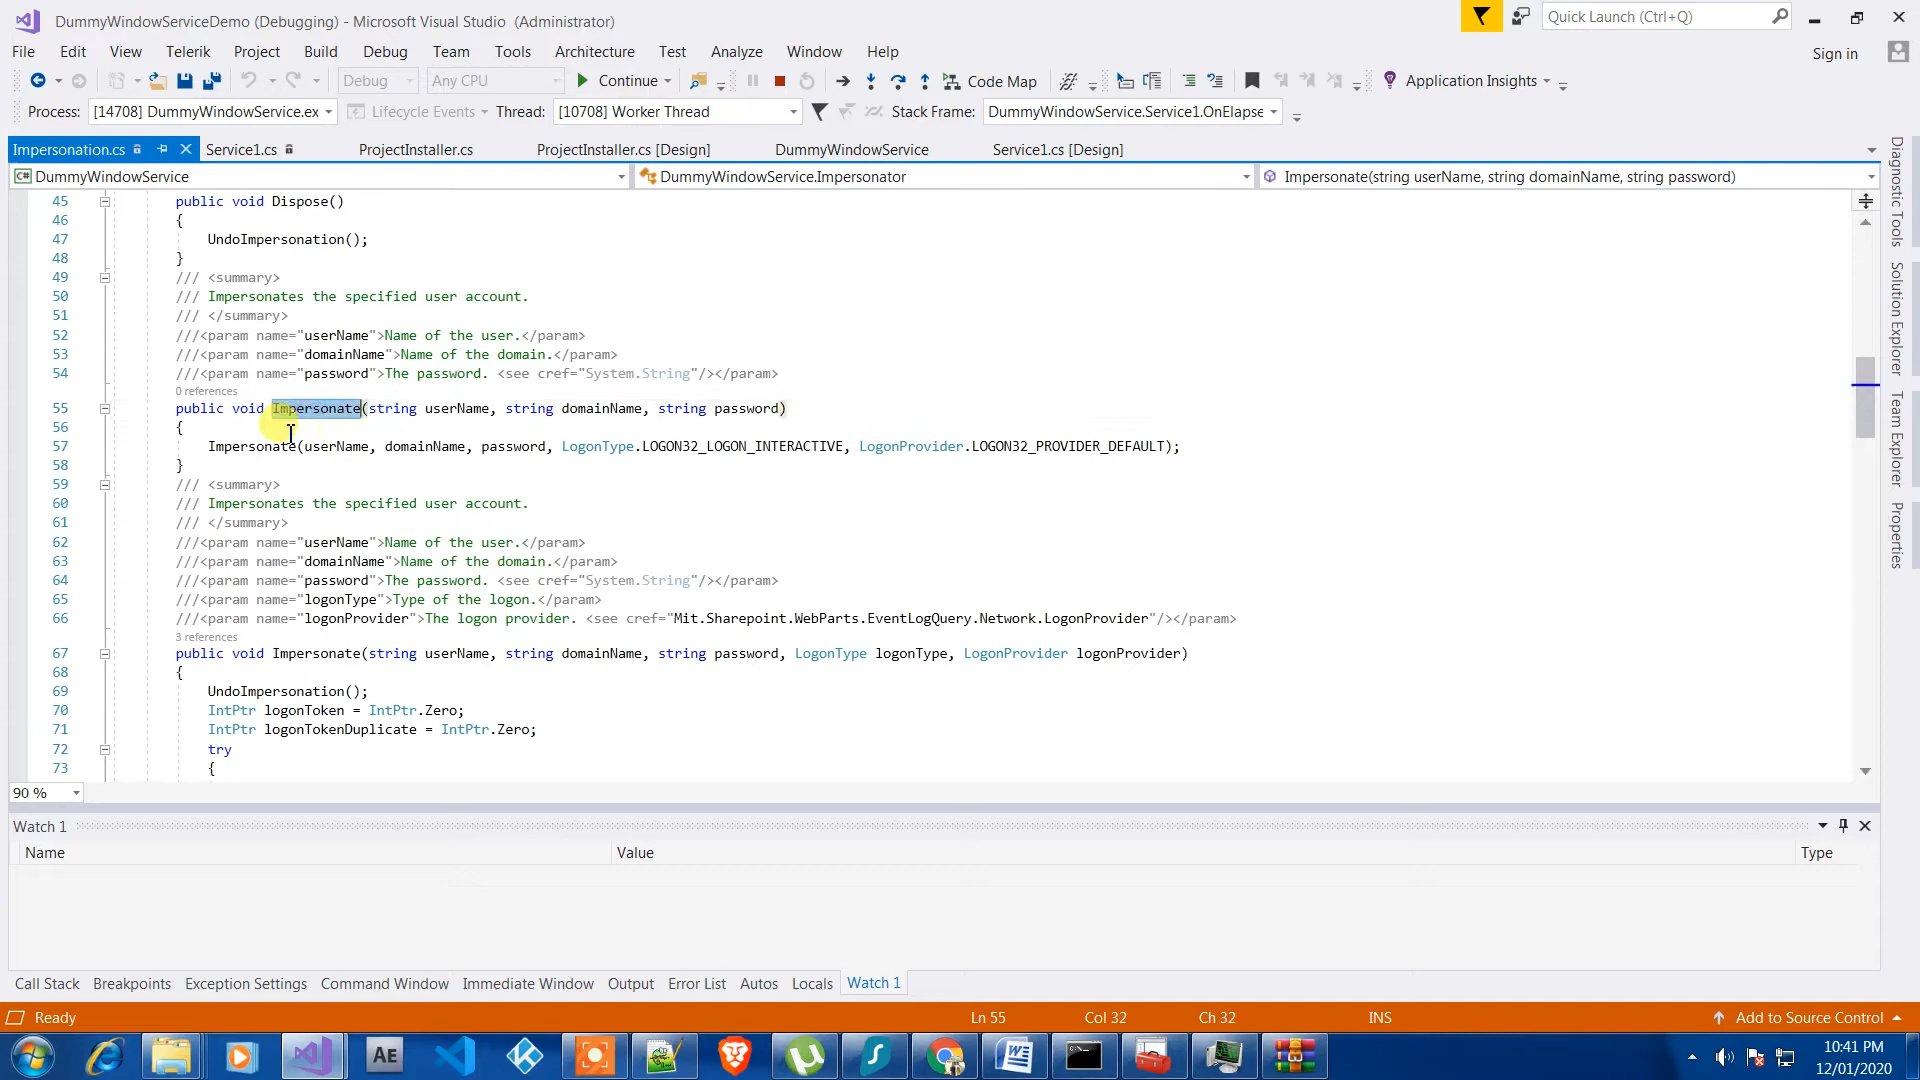 DummyWindowServiceDemo (Debugging) - Microsoft Visual Studio (Administrator)
Quick Launch (Ctrl+Q)
File Edit View Telerik Project Build Debug Team Tools Architecture Test Analyze Window Help
Sign in
Debug Any CPU Continue Code Map Application Insights
Process: [14708] DummyWindowService.ex Lifecycle Events Thread: [10708] Worker Thread Stack Frame: DummyWindowService.Service1.OnElapse
Impersonation.cs Service1.cs ProjectInstaller.cs ProjectInstaller.cs [Design] DummyWindowService Service1.cs [Design]
DummyWindowService DummyWindowService.Impersonator Impersonate(string userName, string domainName, string password)
45 public void Dispose()
46 {
47 UndoImpersonation();
48 }
49 /// <summary>
50 /// Impersonates the specified user account.
51 /// </summary>
52 ///<param name="userName">Name of the user.</param>
53 ///<param name="domainName">Name of the domain.</param>
54 ///<param name="password">The password. <see cref="System.String"/></param>
0 references
55 public void Impersonate(string userName, string domainName, string password)
56 {
57 Impersonate(userName, domainName, password, LogonType.LOGON32_LOGON_INTERACTIVE, LogonProvider.LOGON32_PROVIDER_DEFAULT);
58 }
59 /// <summary>
60 /// Impersonates the specified user account.
61 /// </summary>
62 ///<param name="userName">Name of the user.</param>
63 ///<param name="domainName">Name of the domain.</param>
64 ///<param name="password">The password. <see cref="System.String"/></param>
65 ///<param name="logonType">Type of the logon.</param>
66 ///<param name="logonProvider">The logon provider. <see cref="Mit.Sharepoint.WebParts.EventLogQuery.Network.LogonProvider"/></param>
3 references
67 public void Impersonate(string userName, string domainName, string password, LogonType logonType, LogonProvider logonProvider)
68 {
69 UndoImpersonation();
70 IntPtr logonToken = IntPtr.Zero;
71 IntPtr logonTokenDuplicate = IntPtr.Zero;
72 try
73 {
90 %
Diagnostic Tools
Solution Explorer
Team Explorer
Properties
Watch 1
Name Value Type
Call Stack Breakpoints Exception Settings Command Window Immediate Window Output Error List Autos Locals Watch 1
Ready Ln 55 Col 32 Ch 32 INS Add to Source Control
AE
10:41 PM
12/01/2020